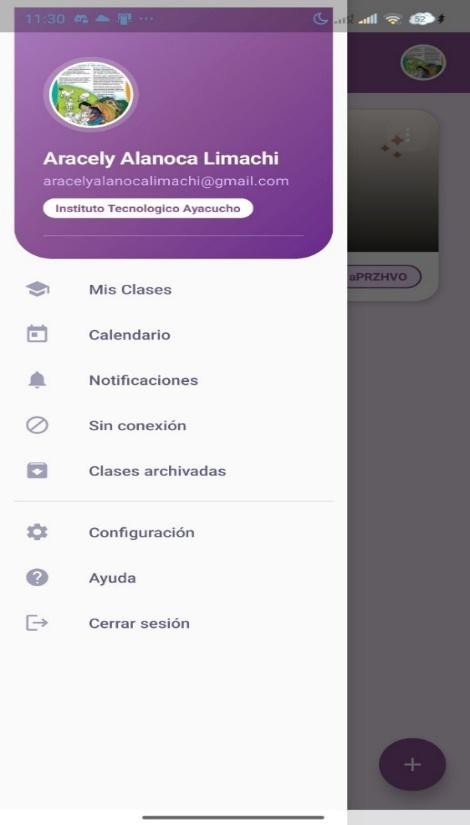 11:30
52
Aracely Alanoca Limachi
aracelyalanocalimachi@gmail.com
Instituto Tecnologico Ayacucho
aPRZHVO
Mis Clases
Calendario
Notificaciones
Sin conexión
Clases archivadas
Configuración
Ayuda
Cerrar sesión